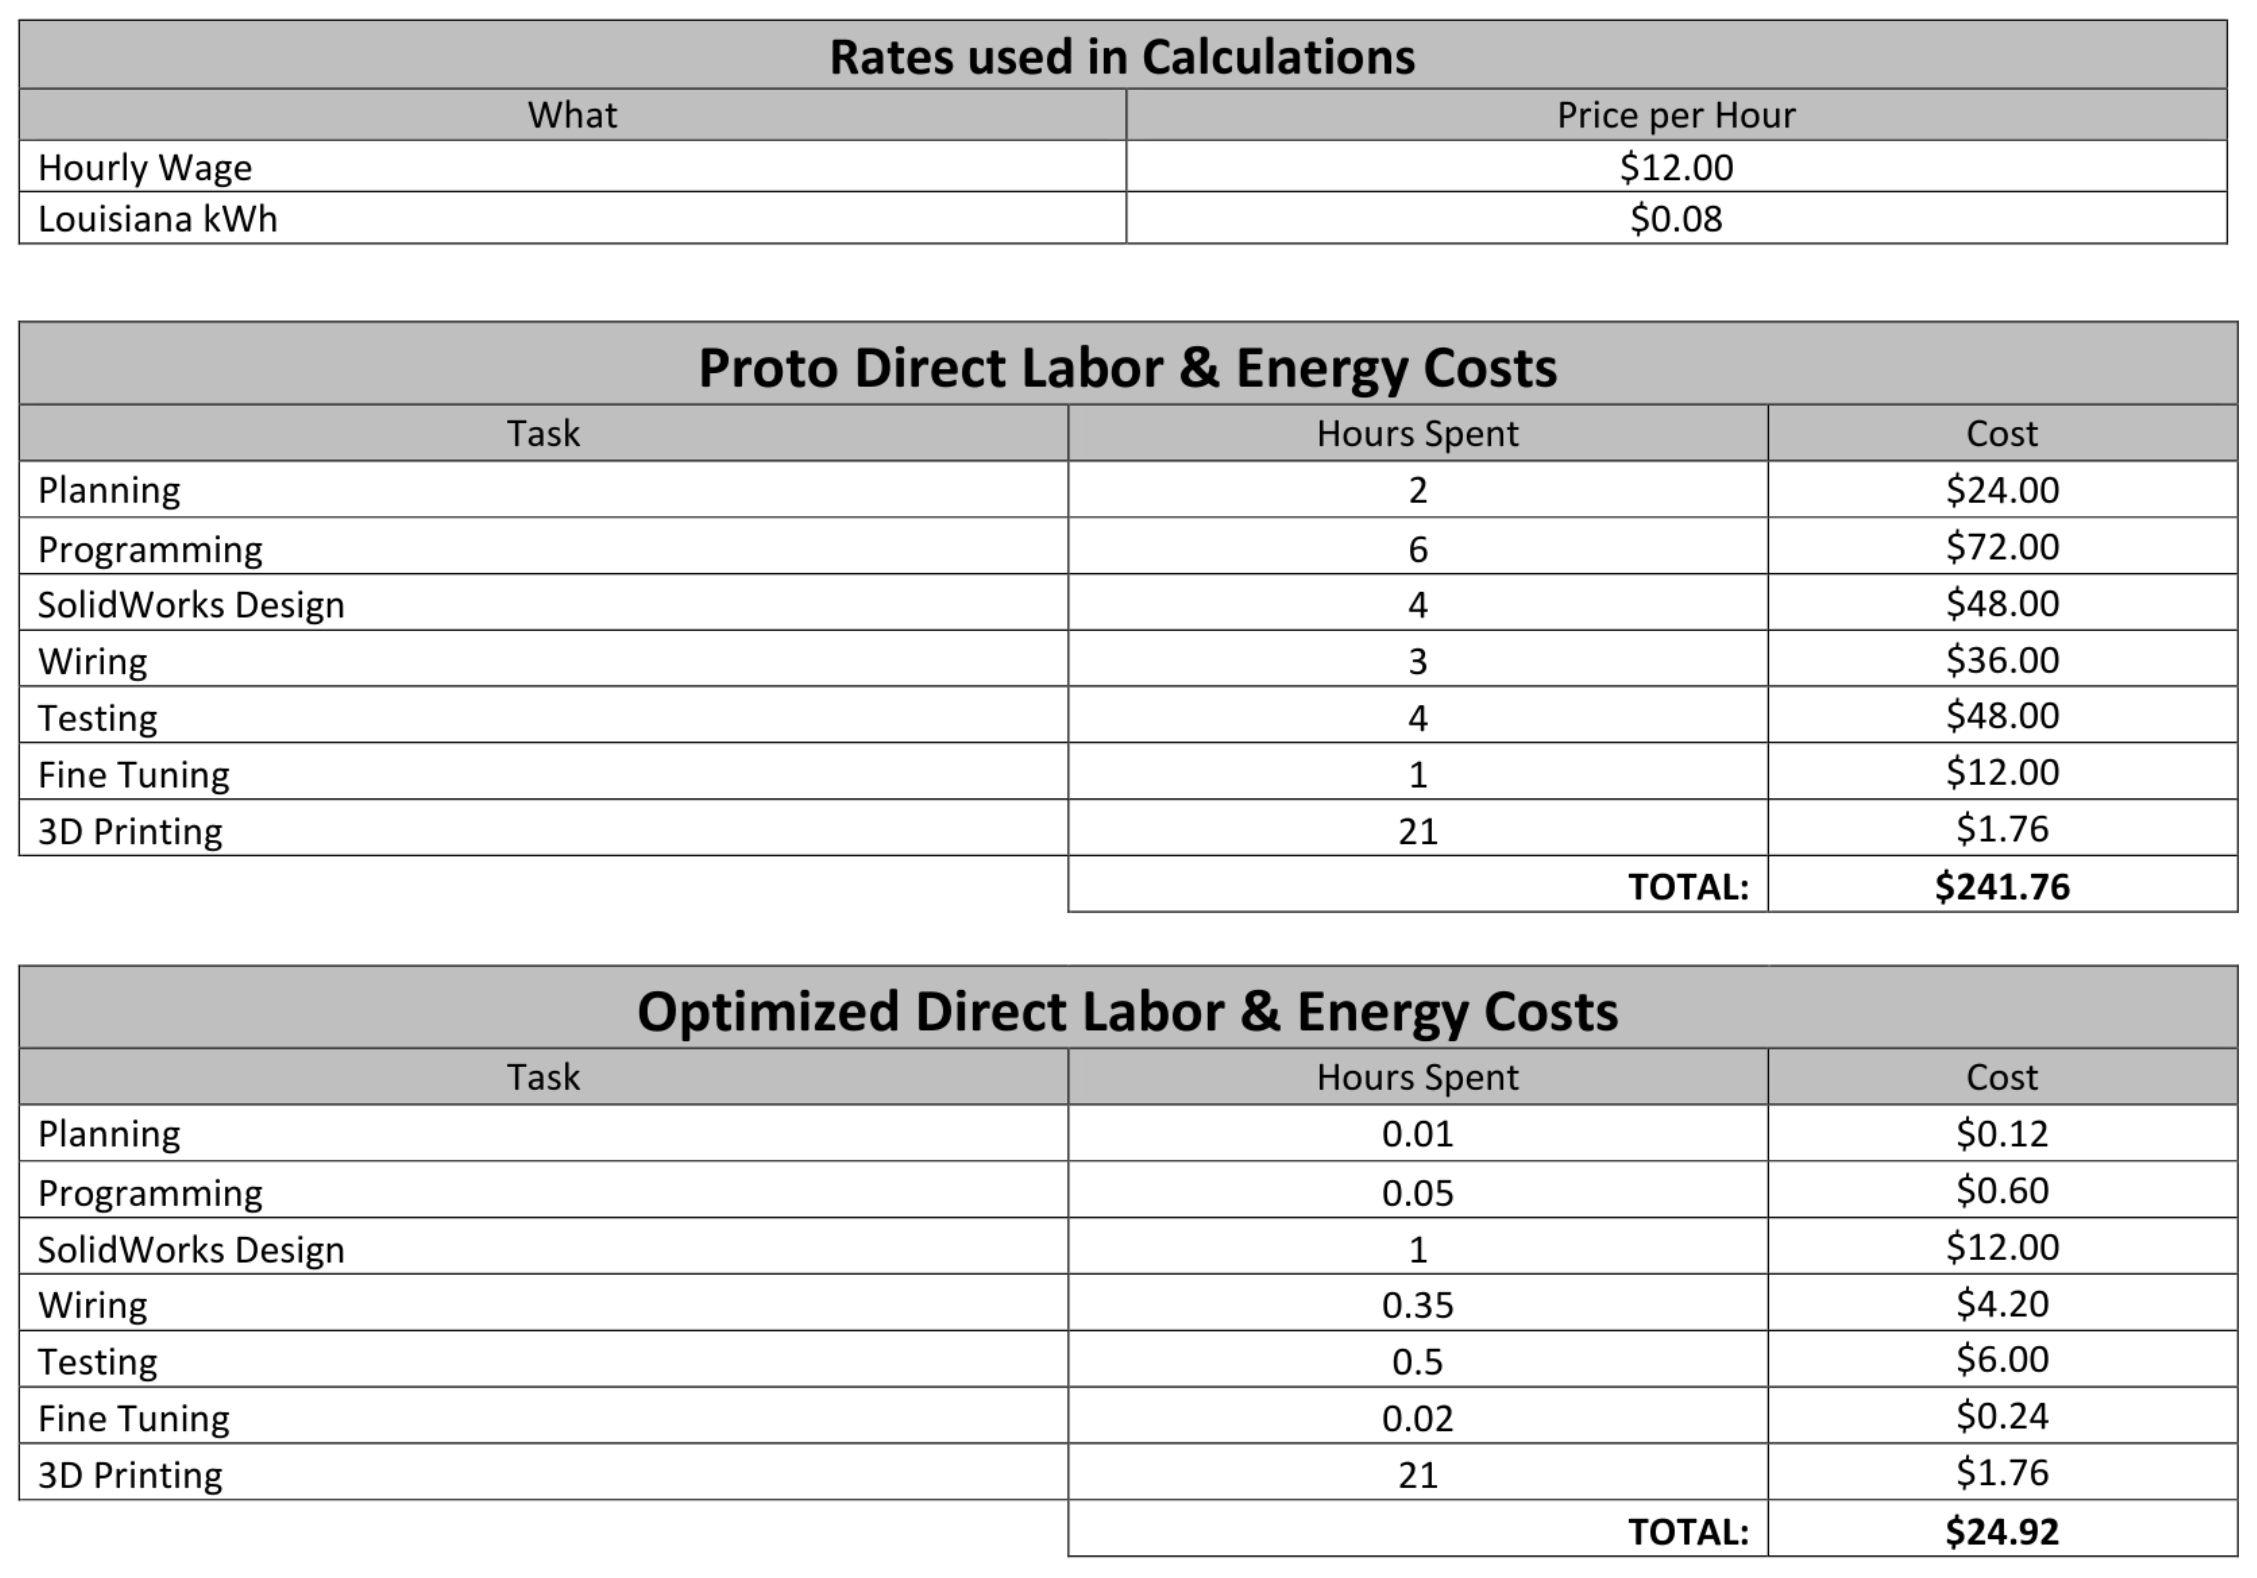 Rates used in Calculations
What Price per Hour
Hourly Wage $12.00
Louisiana kWh $0.08
Proto Direct Labor & Energy Costs
Task Hours Spent Cost
Planning 2 $24.00
Programming 6 $72.00
SolidWorks Design 4 $48.00
Wiring 3 $36.00
Testing 4 $48.00
Fine Tuning 1 $12.00
3D Printing 21 $1.76
TOTAL: $241.76
Optimized Direct Labor & Energy Costs
Task Hours Spent Cost
Planning 0.01 $0.12
Programming 0.05 $0.60
SolidWorks Design 1 $12.00
Wiring 0.35 $4.20
Testing 0.5 $6.00
Fine Tuning 0.02 $0.24
3D Printing 21 $1.76
TOTAL: $24.92